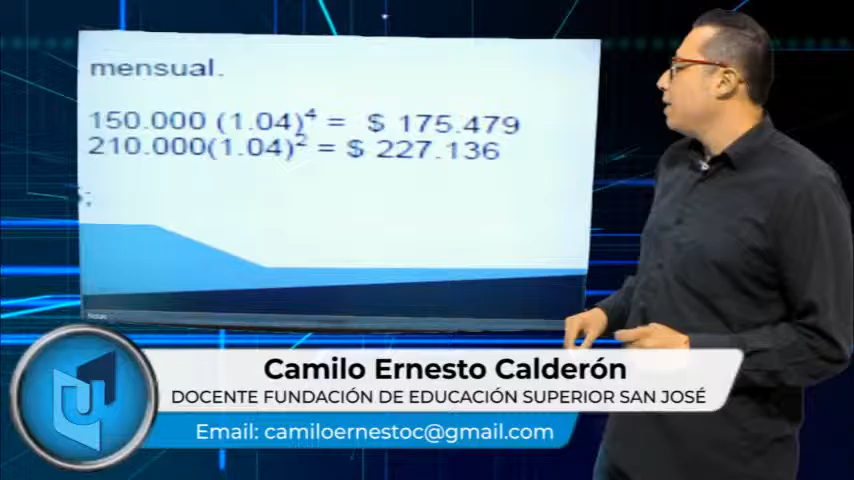 mensual.
150.000 (1.04)⁴ = $ 175.479
210.000(1.04)² = $ 227.136
Camilo Ernesto Calderón
DOCENTE FUNDACIÓN DE EDUCACIÓN SUPERIOR SAN JOSÉ
Email: camiloernestoc@gmail.com